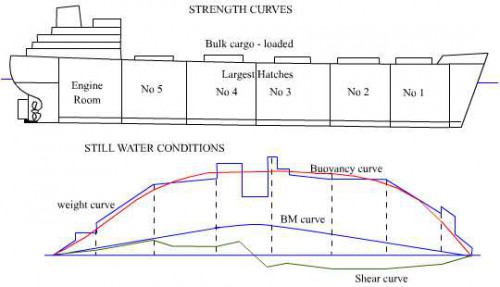 STRENGTH CURVES
Bulk cargo - loaded
Largest Hatches
Engine
Room
No 5
No 4
No 3
No 2
No 1
STILL WATER CONDITIONS
Buoyancy curve
weight curve
BM curve
Shear curve